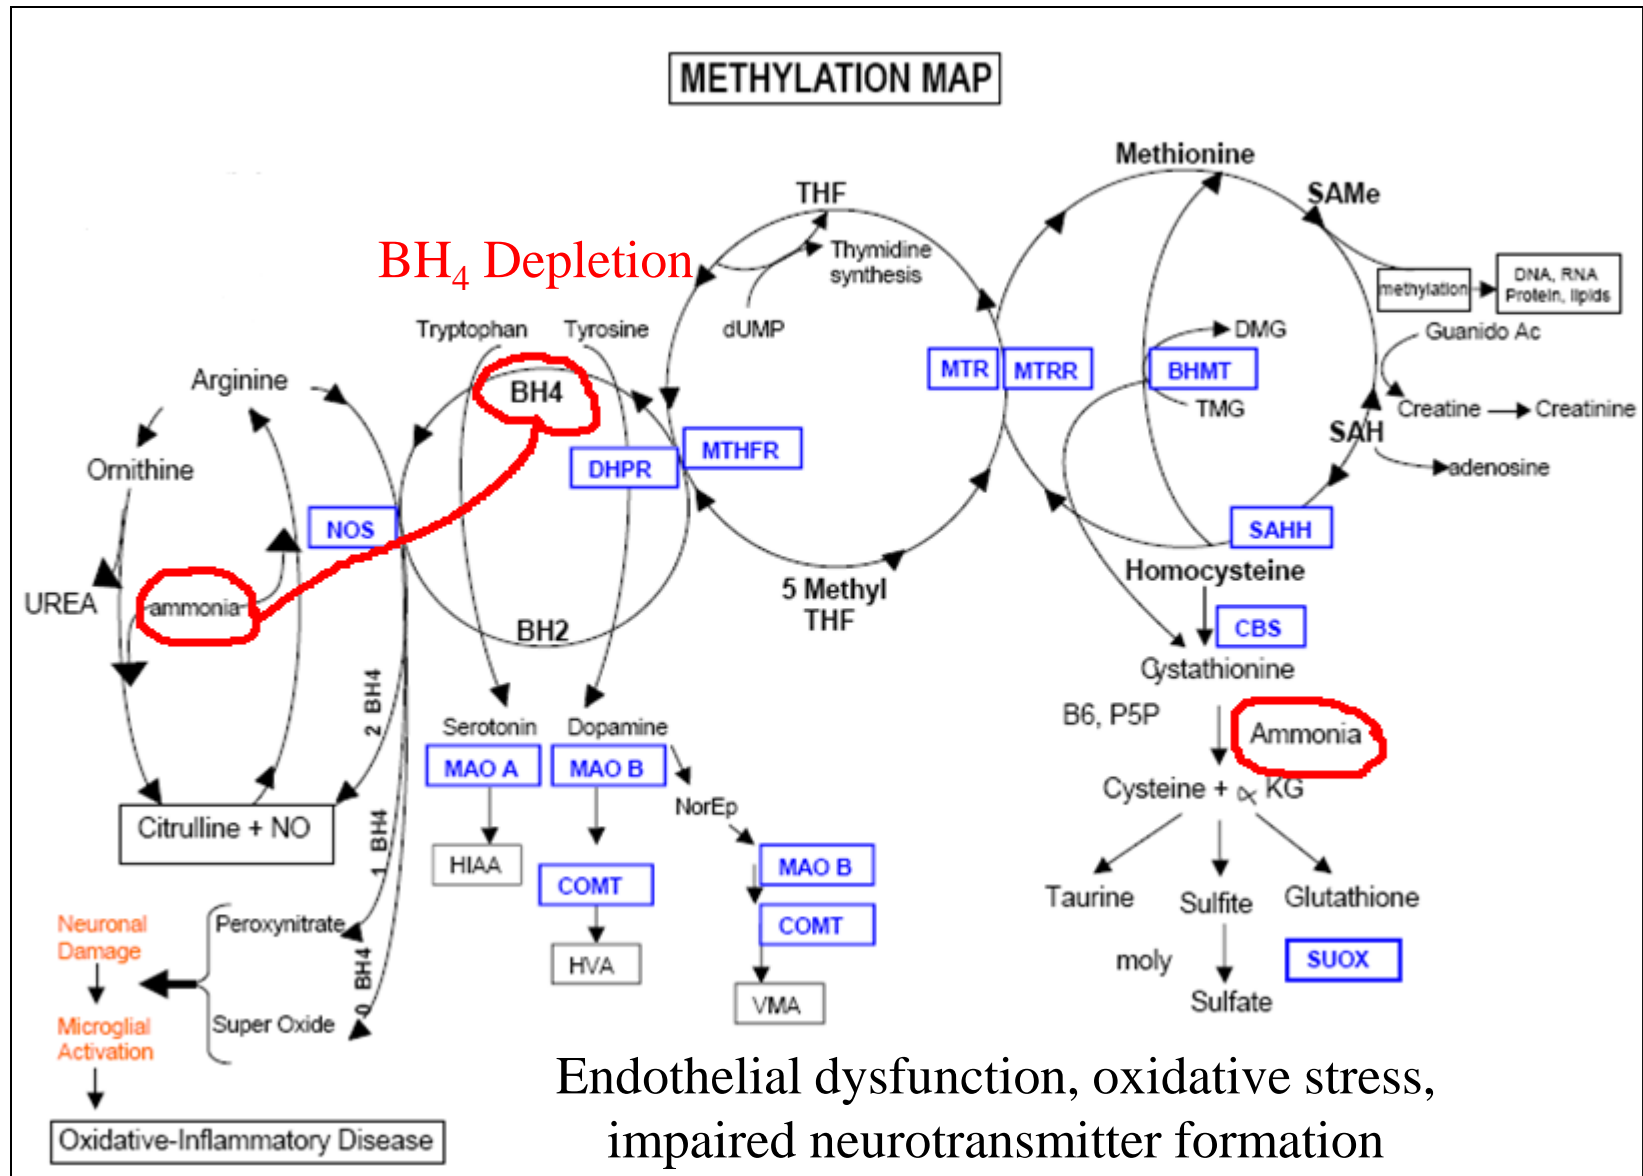 METHYLATION MAP
Methionine
THF
SAMe
BH4 Depletion
Thymidine
synthesis
methylation
DNA, RNA
Protein, lipids
Tryptophan
Tyrosine
dUMP
DMG
Guanido Ac
Arginine
BH4
MTR
MTRR
BHMT
TMG
Creatine
Creatinine
SAH
Ornithine
DHPR
MTHFR
adenosine
NOS
SAHH
Homocysteine
UREA
ammonia
5 Methyl
THF
BH2
CBS
Cystathionine
2 BH4
B6, P5P
Ammonia
Serotonin
Dopamine
MAO A
MAO B
NorEp
Cysteine + α KG
Citrulline + NO
1 BH4
HIAA
MAO B
COMT
COMT
Taurine
Sulfite
Glutathione
Neuronal
Damage
Peroxynitrate
0 BH4
HVA
moly
SUOX
VMA
Sulfate
Microglial
Activation
Super Oxide
Endothelial dysfunction, oxidative stress,
impaired neurotransmitter formation
Oxidative-Inflammatory Disease